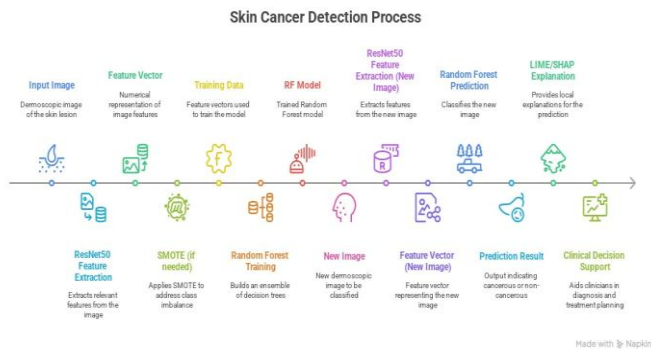 Skin Cancer Detection Process
Input Image
Dermoscopic image
of the skin lesion
Feature Vector
Numerical
representation of
image features
Training Data
Feature vectors used
to train the model
RF Model
Trained Random
Forest model
ResNet50
Feature
Extraction (New
Image)
Extracts features
from the new image
Random Forest
Prediction
Classifies the new
image
LIME/SHAP
Explanation
Provides local
explanations for the
prediction
ResNet50
Feature
Extraction
Extracts relevant
features from the
image
SMOTE (if
needed)
Applies SMOTE to
address class
imbalance
Random Forest
Training
Builds an ensemble
of decision trees
New Image
New dermoscopic
image to be
classified
Feature Vector
(New Image)
Feature vector
representing the new
image
Prediction Result
Output indicating
cancerous or non-
cancerous
Clinical Decision
Support
Aids clinicians in
diagnosis and
treatment planning
Made with Napkin